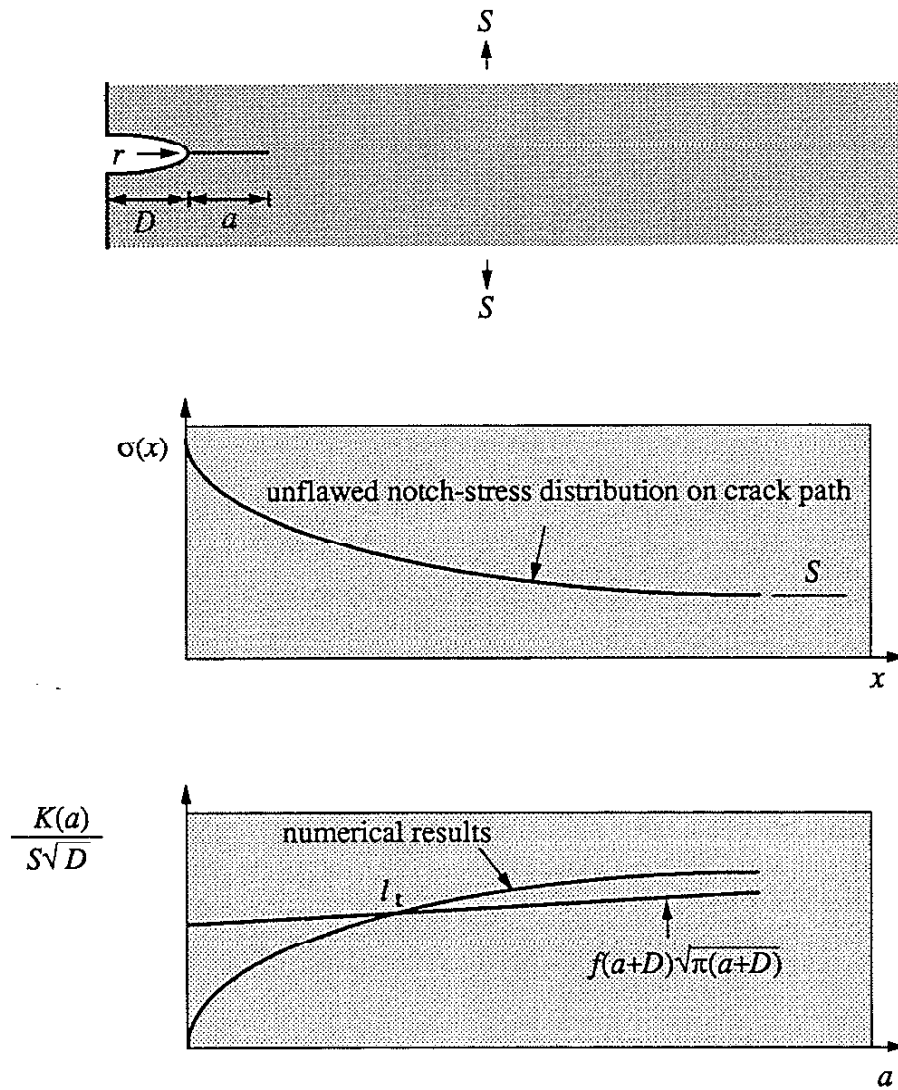 S
r
D
a
S
σ(x)
unflawed notch-stress distribution on crack path
S
x
K(a)
S√D
numerical results
l_t
f(a+D)√π(a+D)
a